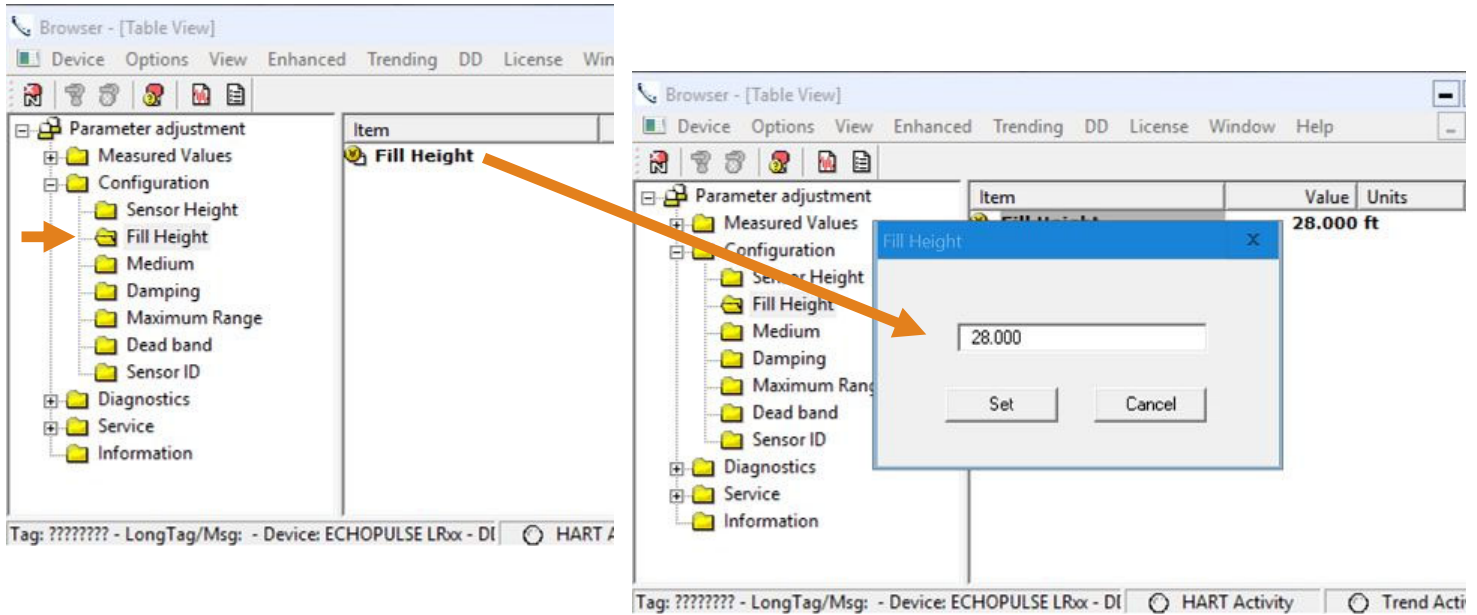 Browser - [Table View]
Device Options View Enhanced Trending DD License Win
Parameter adjustment
Measured Values
Configuration
Sensor Height
Fill Height
Medium
Damping
Maximum Range
Dead band
Sensor ID
Diagnostics
Service
Information
Item
Fill Height
Tag: ???????? - LongTag/Msg: - Device: ECHOPULSE LRxx - DI HART A
Browser - [Table View]
Device Options View Enhanced Trending DD License Window Help
Parameter adjustment
Measured Values
Configuration
Sensor Height
Fill Height
Medium
Damping
Maximum Rang
Dead band
Sensor ID
Diagnostics
Service
Information
Item Value Units
Fill Height 28.000 ft
Fill Height x
28.000
Set Cancel
Tag: ???????? - LongTag/Msg: - Device: ECHOPULSE LRxx - DI HART Activity Trend Acti